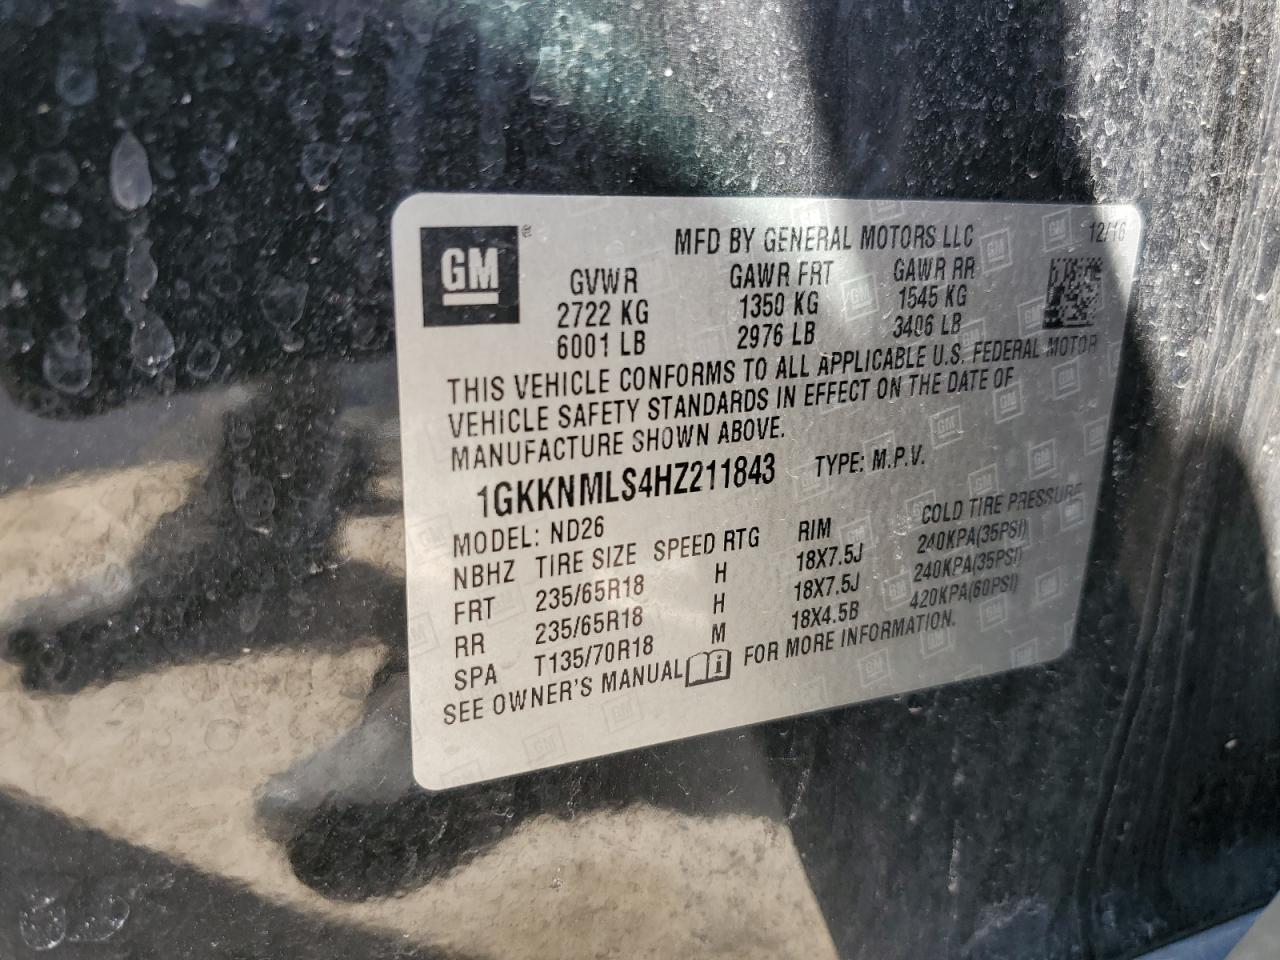 GM®
MFD BY GENERAL MOTORS LLC
12/16
GVWR GAWR FRT GAWR RR
2722 KG 1350 KG 1545 KG
6001 LB 2976 LB 3406 LB
THIS VEHICLE CONFORMS TO ALL APPLICABLE U.S. FEDERAL MOTOR
VEHICLE SAFETY STANDARDS IN EFFECT ON THE DATE OF
MANUFACTURE SHOWN ABOVE.
1GKKNMLS4HZ211843 TYPE: M.P.V.
MODEL: ND26
NBHZ TIRE SIZE SPEED RTG RIM COLD TIRE PRESSURE
FRT 235/65R18 H 18X7.5J 240KPA(35PSI)
RR 235/65R18 H 18X7.5J 240KPA(35PSI)
SPA T135/70R18 M 18X4.5B 420KPA(60PSI)
SEE OWNER'S MANUAL i FOR MORE INFORMATION.